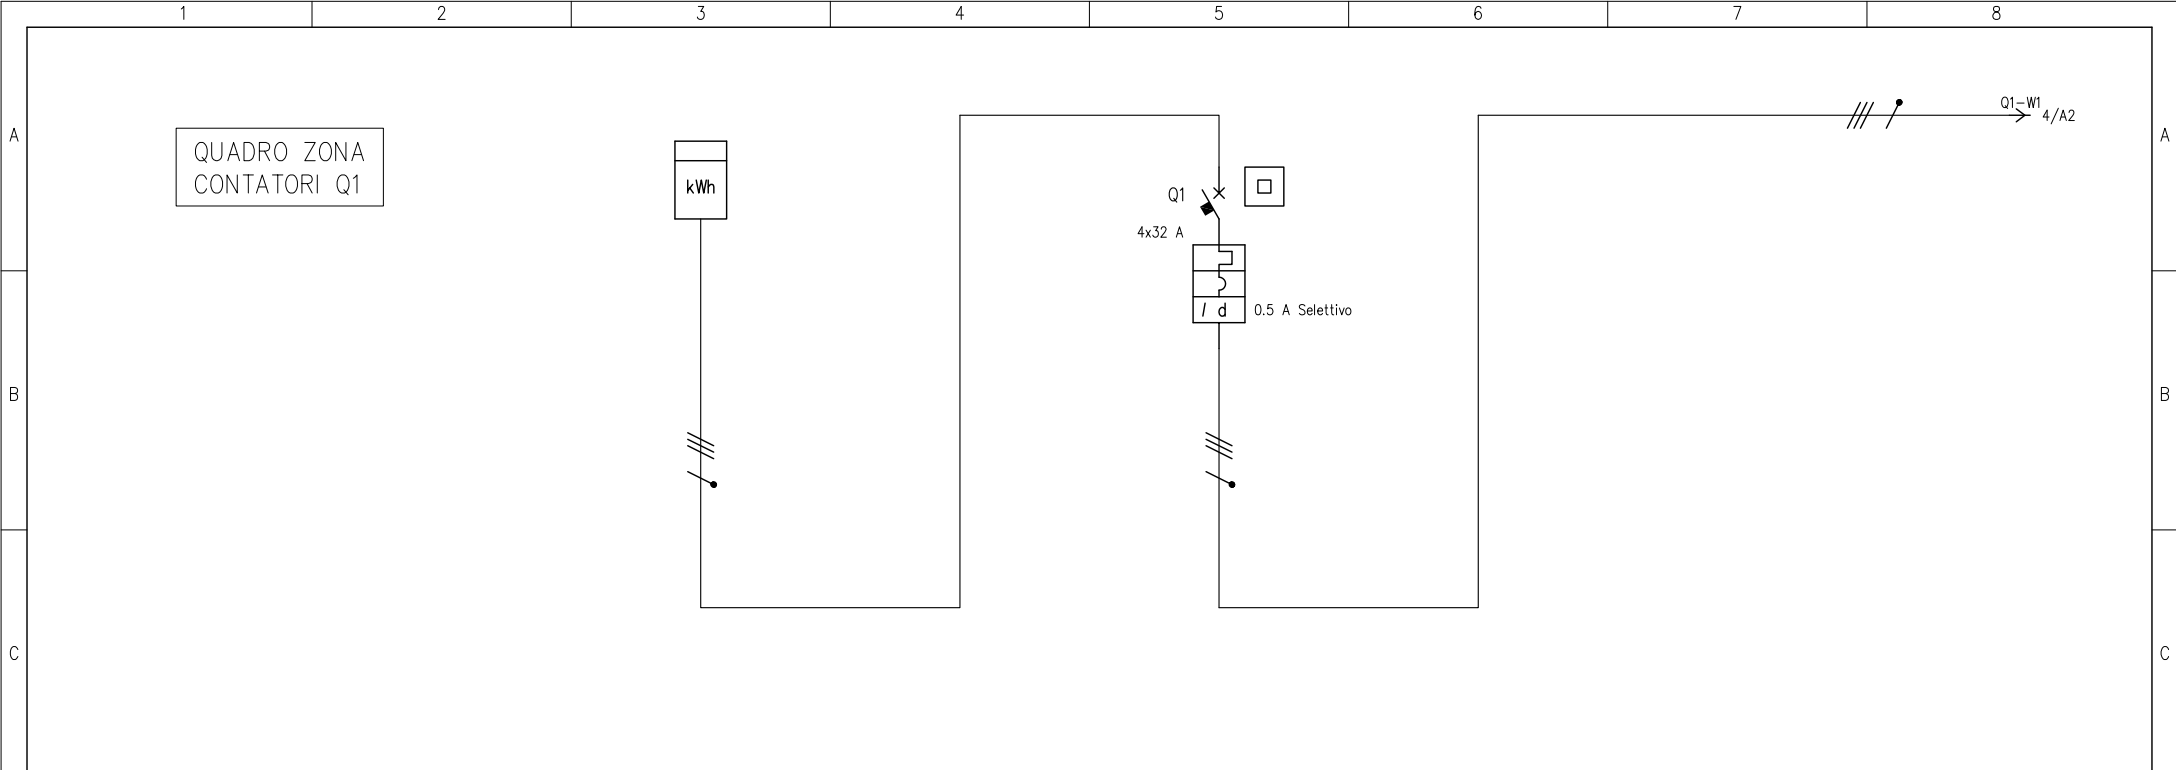 1 2 3 4 5 6 7 8
A A
QUADRO ZONA
CONTATORI Q1
kWh
Q1
4x32 A
I d
0.5 A Selettivo
Q1-W1
4/A2
B B
C C